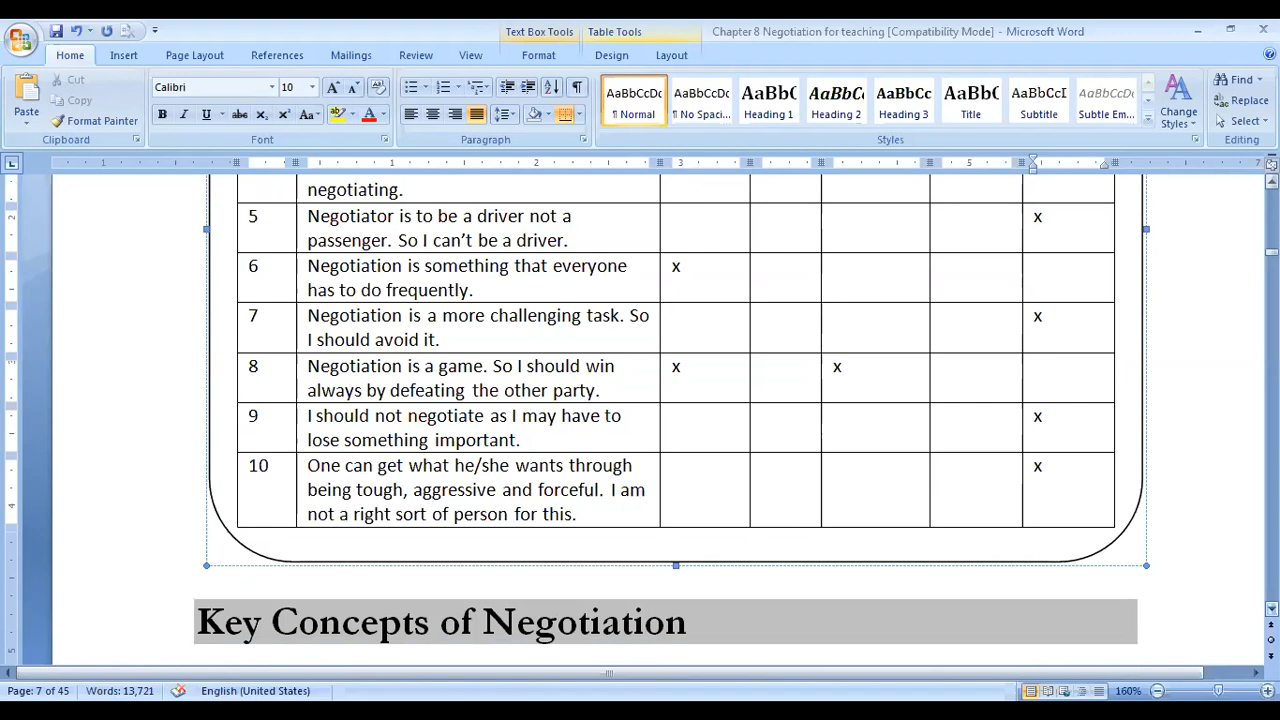 Text Box Tools Table Tools Chapter 8 Negotiation for teaching [Compatibility Mode] - Microsoft Word
Home Insert Page Layout References Mailings Review View Format Design Layout
Cut
Copy
Format Painter
Paste
Clipboard
Calibri 10
Font
Paragraph
AaBbCcDc AaBbCcDc AaBbC AaBbCc AaBbCc AaBbC AaBbCcI AaBbCcDc
¶ Normal ¶ No Spaci... Heading 1 Heading 2 Heading 3 Title Subtitle Subtle Em...
Change Styles
Styles
Find
Replace
Select
Editing
1 1 2 3 5 7
negotiating.
5 Negotiator is to be a driver not a x
passenger. So I can’t be a driver.
6 Negotiation is something that everyone x
has to do frequently.
7 Negotiation is a more challenging task. So x
I should avoid it.
8 Negotiation is a game. So I should win x x
always by defeating the other party.
9 I should not negotiate as I may have to x
lose something important.
10 One can get what he/she wants through x
being tough, aggressive and forceful. I am
not a right sort of person for this.
Key Concepts of Negotiation
Page: 7 of 45 Words: 13,721 English (United States) 160%